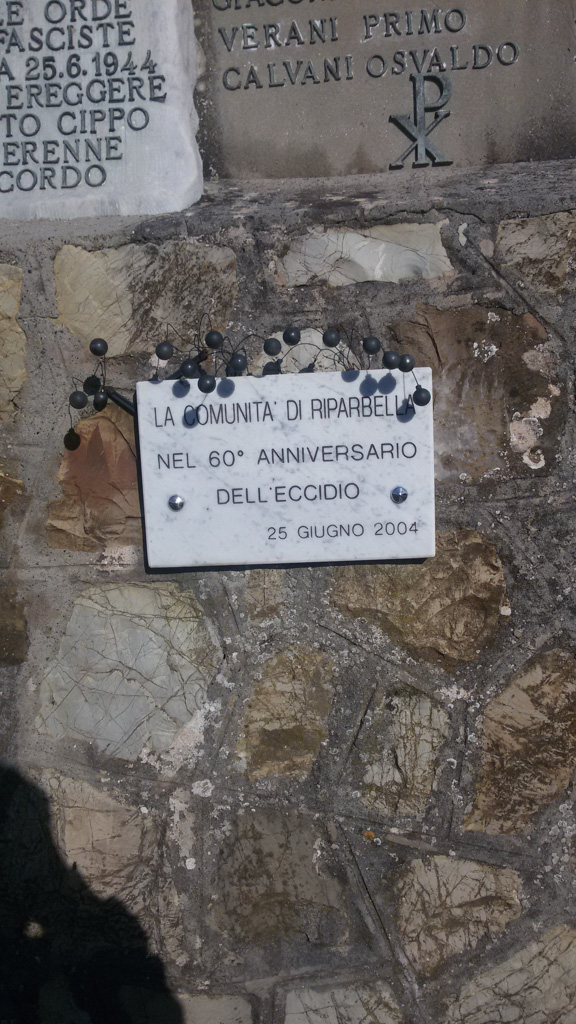 E ORDE
FASCISTE
A 25.6.1944
EREGGERE
TO CIPPO
ERENNE
CORDO
VERANI PRIMO
CALVANI OSVALDO
LA COMUNITA' DI RIPARBELLA
NEL 60° ANNIVERSARIO
DELL'ECCIDIO
25 GIUGNO 2004